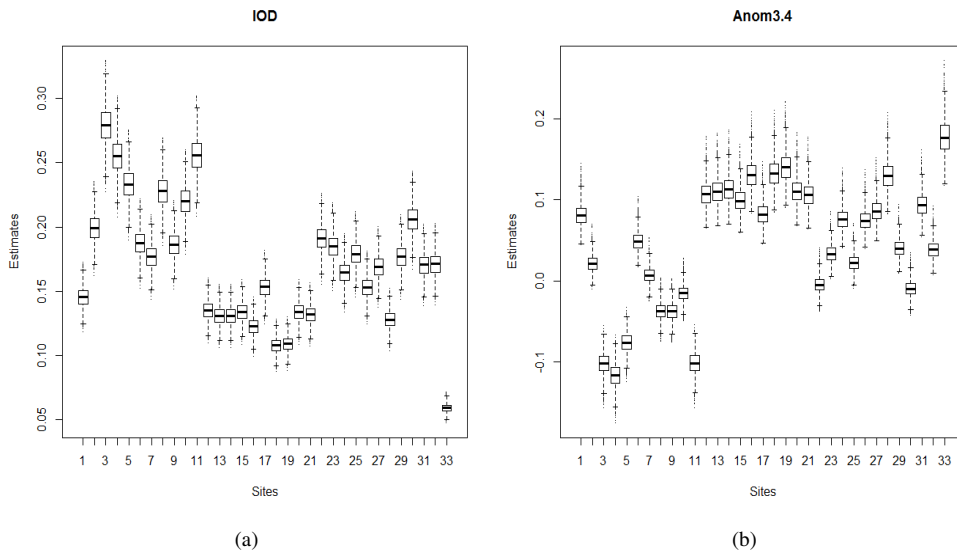 IOD
Estimates
0.30
0.25
0.20
0.15
0.10
0.05
1 3 5 7 9 11 13 15 17 19 21 23 25 27 29 31 33
Sites
(a)
Anom3.4
Estimates
0.2
0.1
0.0
-0.1
1 3 5 7 9 11 13 15 17 19 21 23 25 27 29 31 33
Sites
(b)